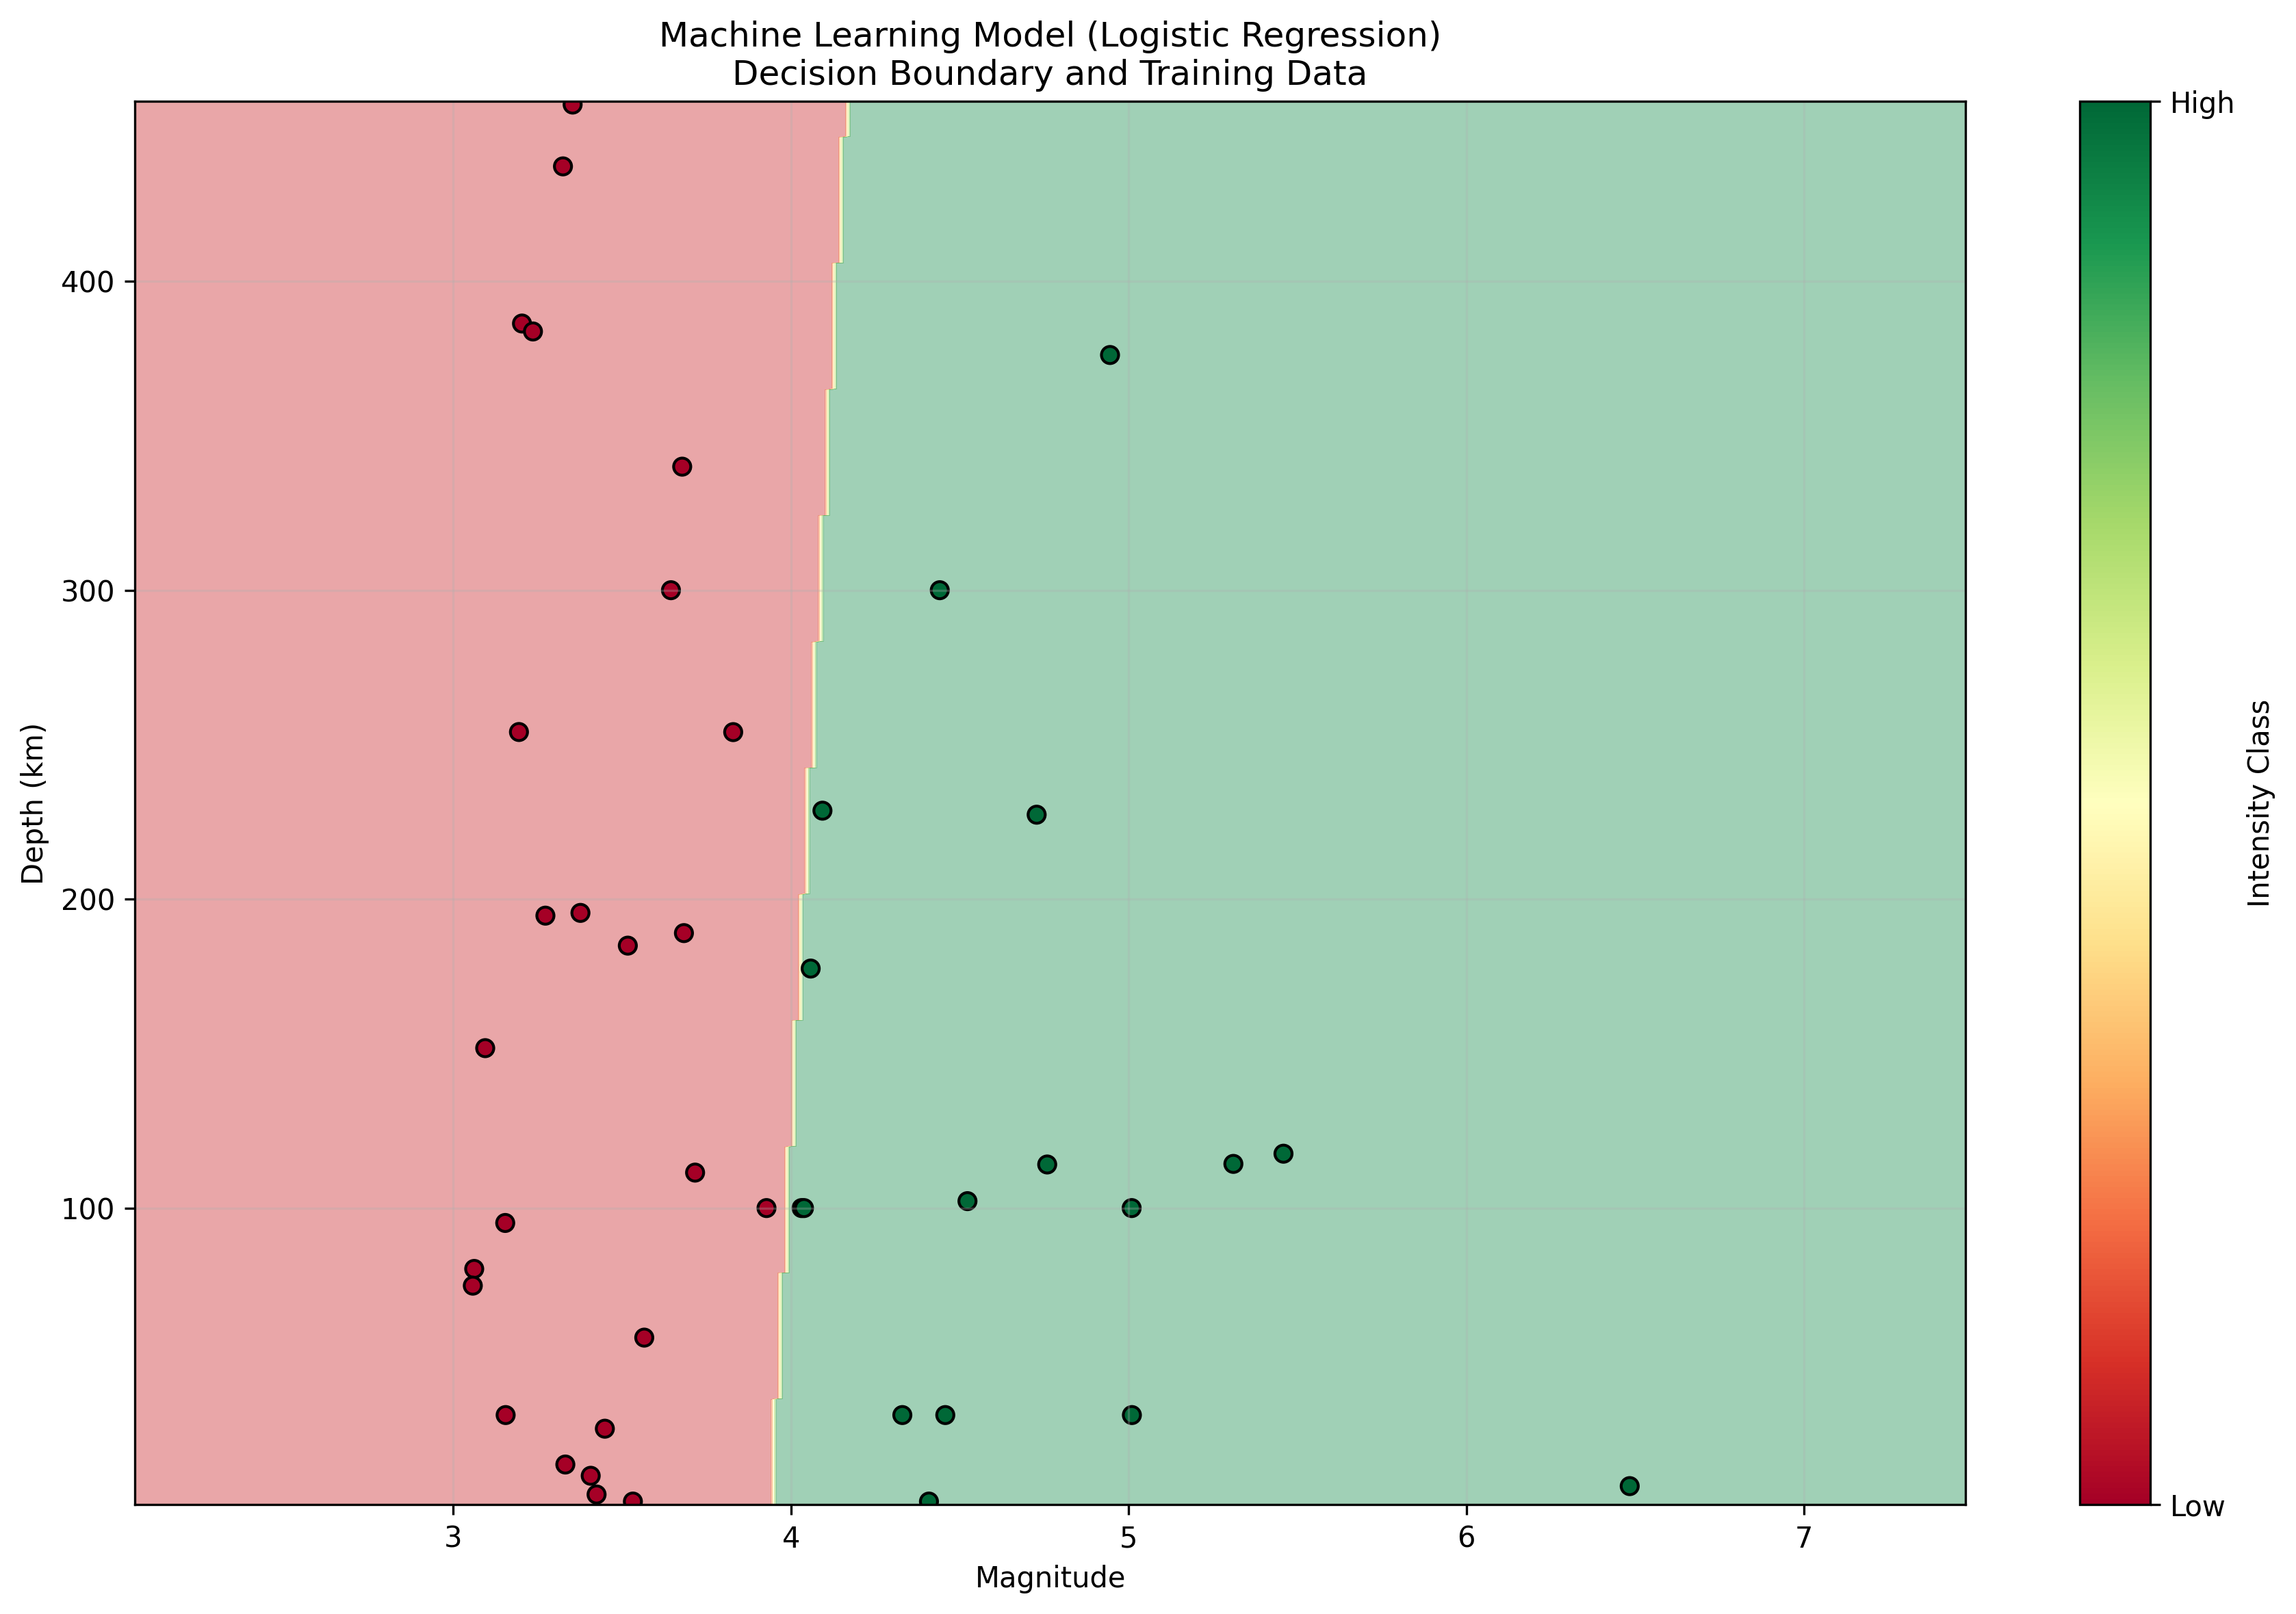 Machine Learning Model (Logistic Regression)
Decision Boundary and Training Data
High
400
300
200
100
Depth (km)
Intensity Class
Low
3
4
5
6
7
Magnitude